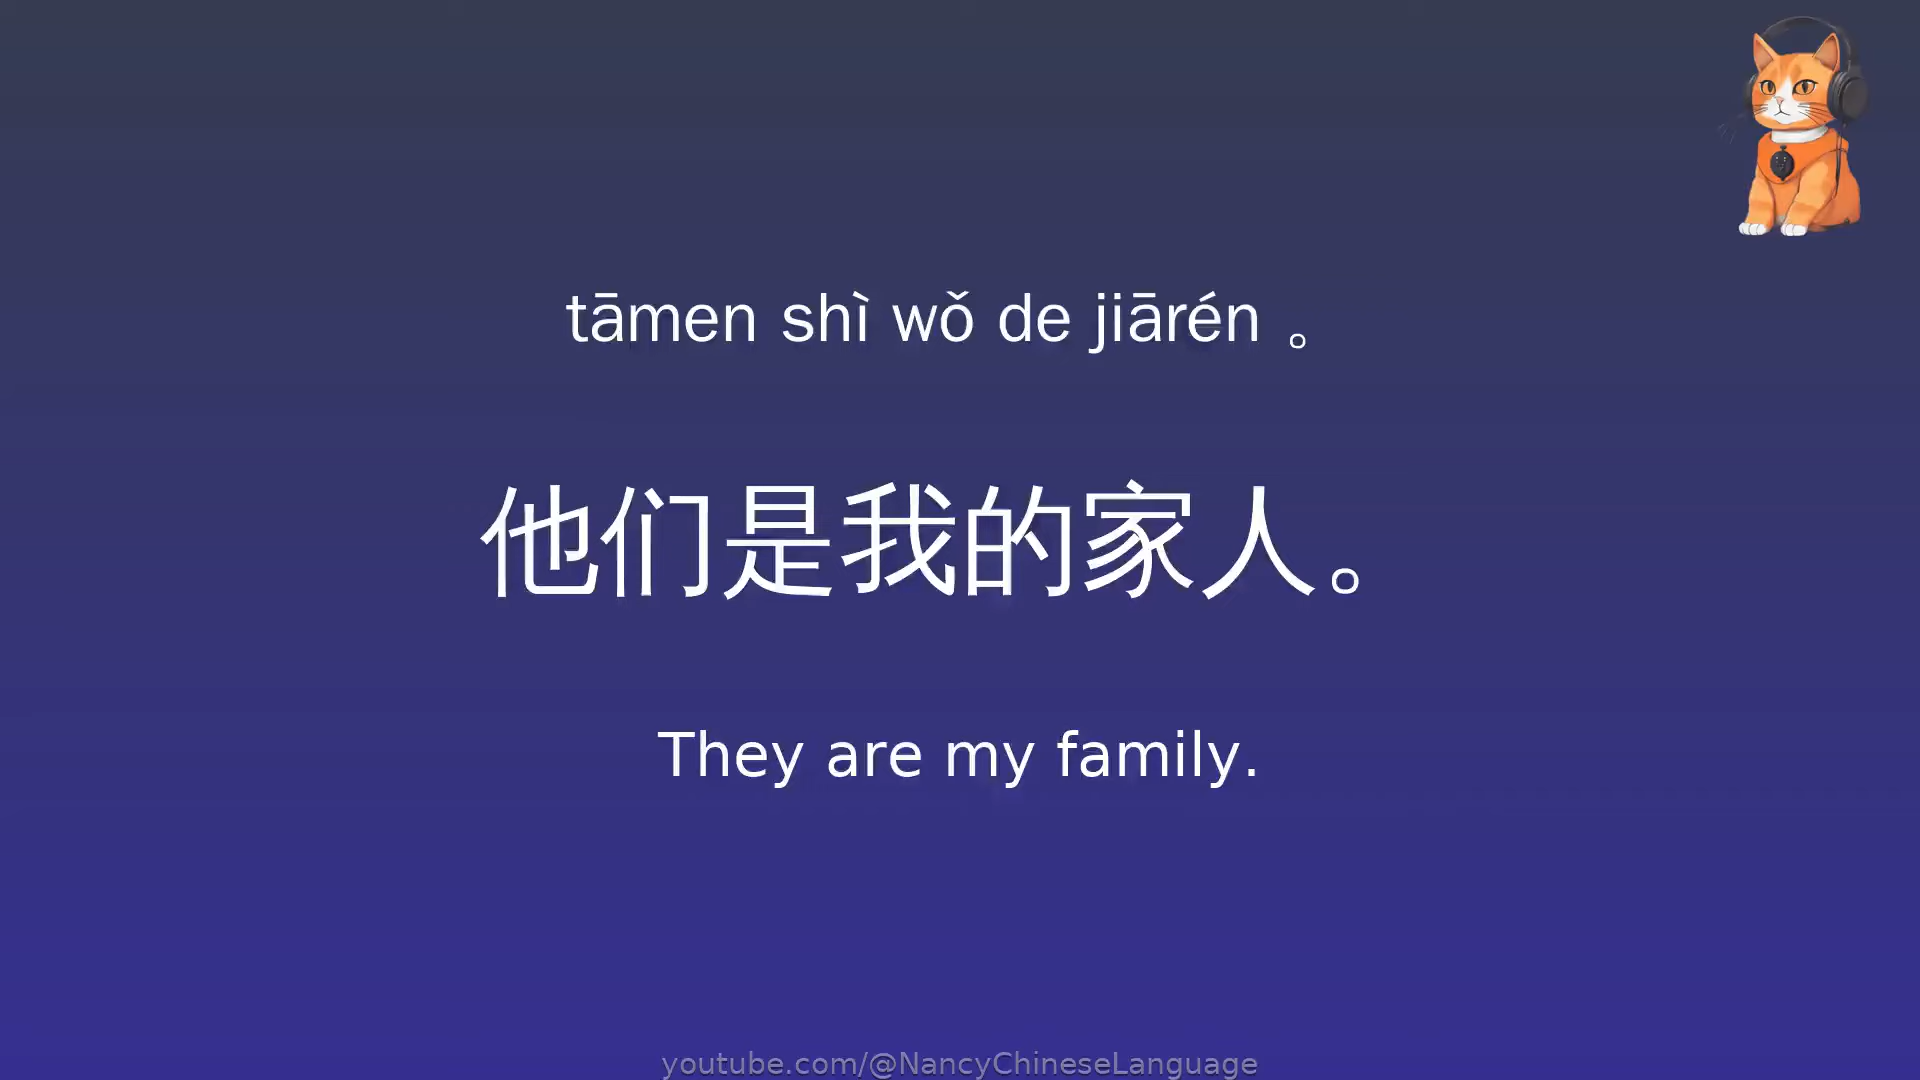 tāmen shì wǒ de jiārén 。
他们是我的家人。
They are my family.
youtube.com/@NancyChineseLanguage